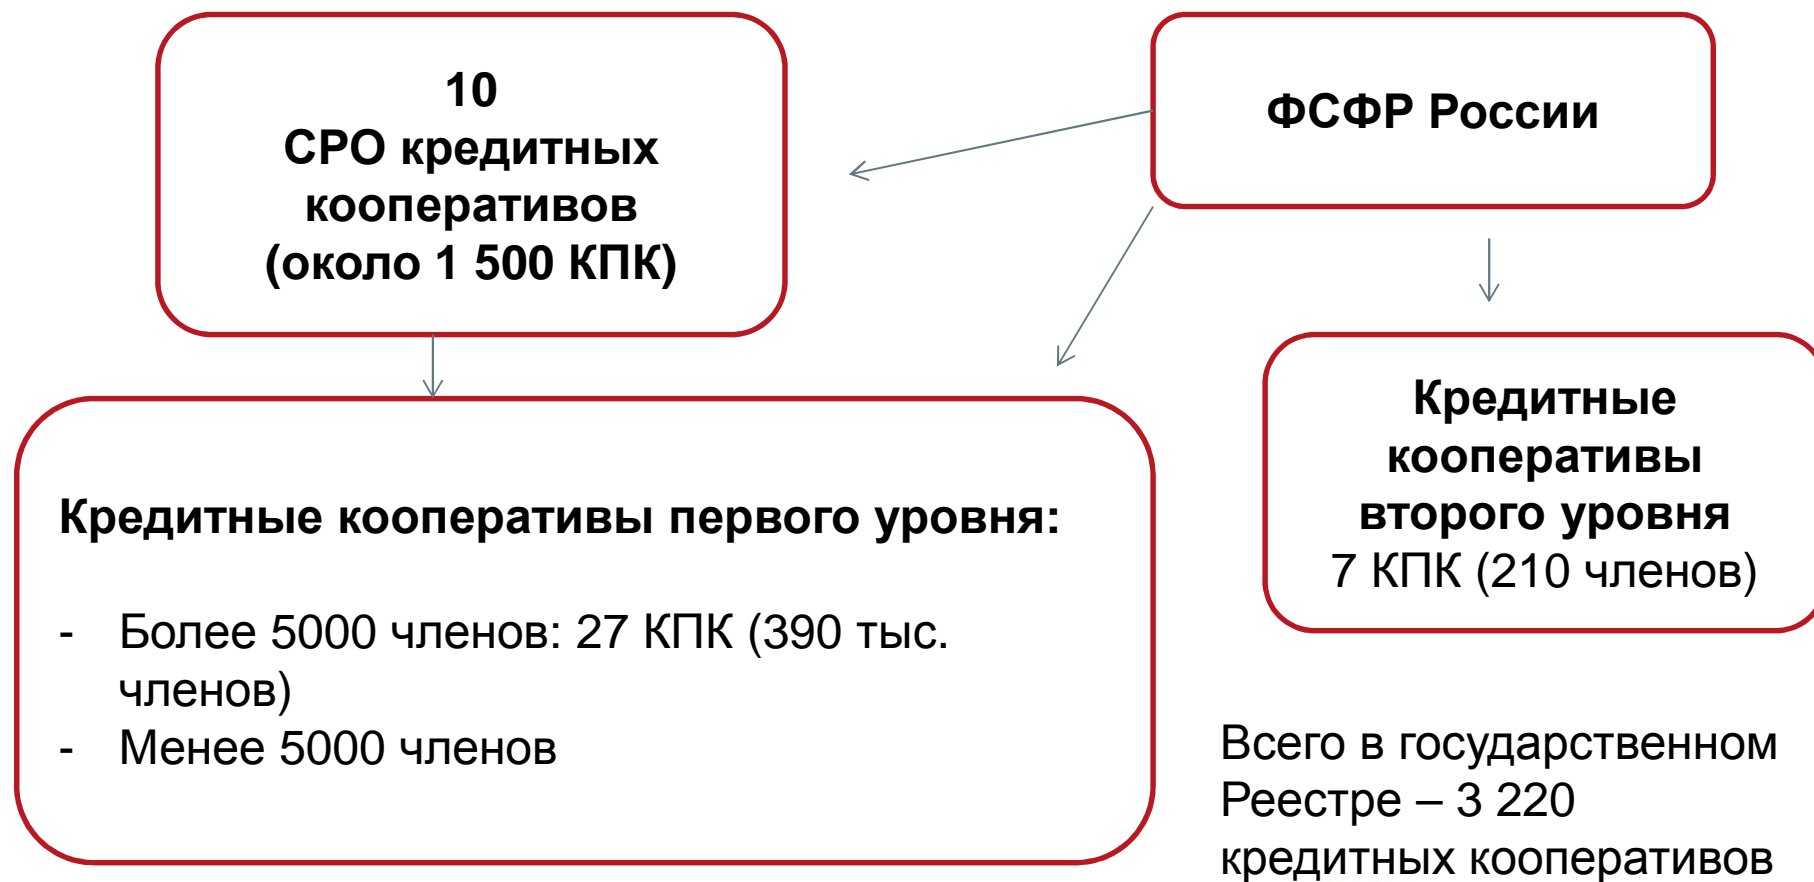 10
СРО кредитных
кооперативов
(около 1 500 КПК)
ФСФР России
Кредитные кооперативы первого уровня:
- Более 5000 членов: 27 КПК (390 тыс.
членов)
- Менее 5000 членов
Кредитные
кооперативы
второго уровня
7 КПК (210 членов)
Всего в государственном
Реестре – 3 220
кредитных кооперативов